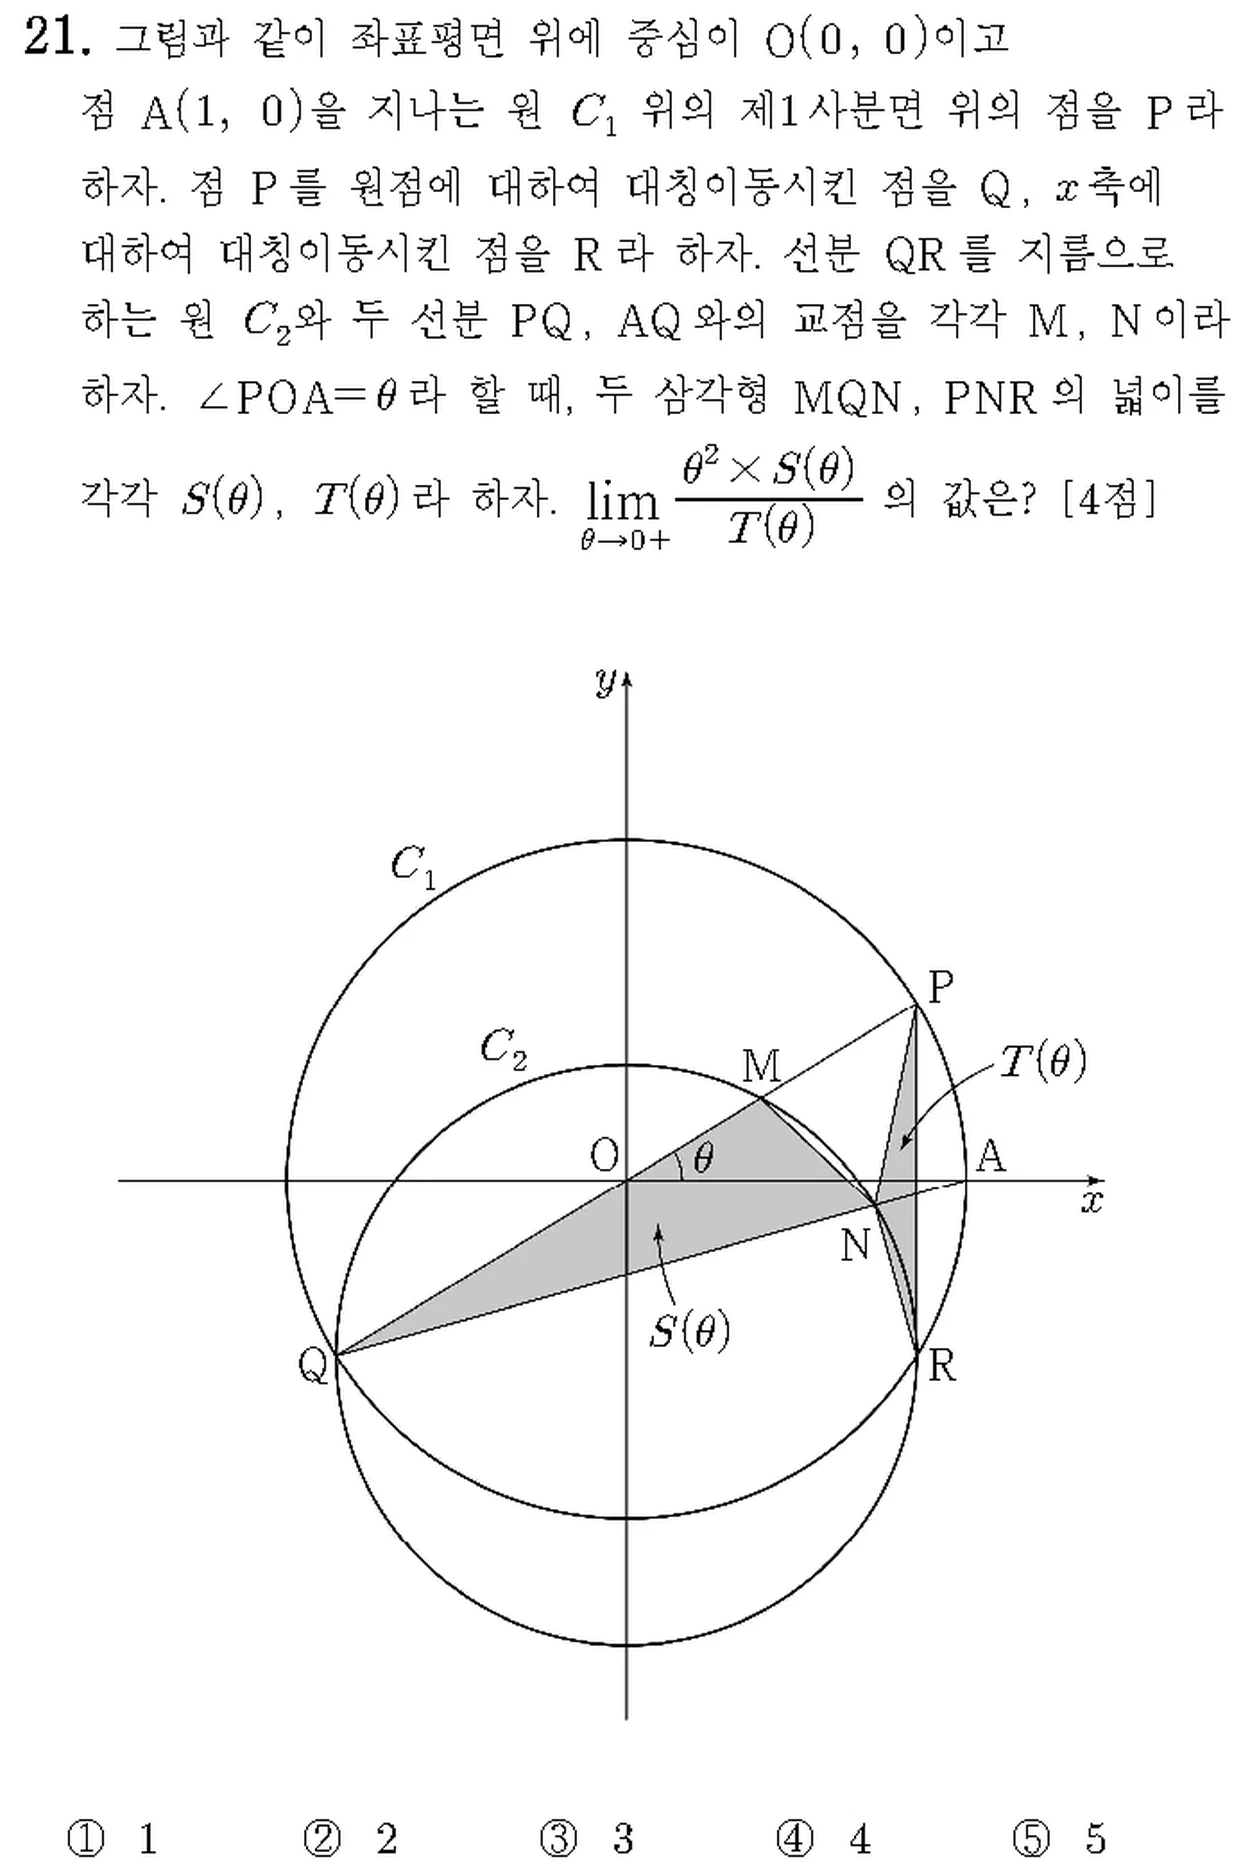 21. 그림과 같이 좌표평면 위에 중심이 O(0, 0)이고
점 A(1, 0)을 지나는 원 C₁ 위의 제1사분면 위의 점을 P라
하자. 점 P를 원점에 대하여 대칭이동시킨 점을 Q, x축에
대하여 대칭이동시킨 점을 R라 하자. 선분 QR를 지름으로
하는 원 C₂와 두 선분 PQ, AQ와의 교점을 각각 M, N이라
하자. ∠POA=θ라 할 때, 두 삼각형 MQN, PNR의 넓이를
각각 S(θ), T(θ)라 하자. lim_{θ→0+} (θ²×S(θ))/T(θ) 의 값은? [4점]
y
C₁
P
C₂
M
T(θ)
O
θ
A
x
N
S(θ)
Q
R
① 1 ② 2 ③ 3 ④ 4 ⑤ 5